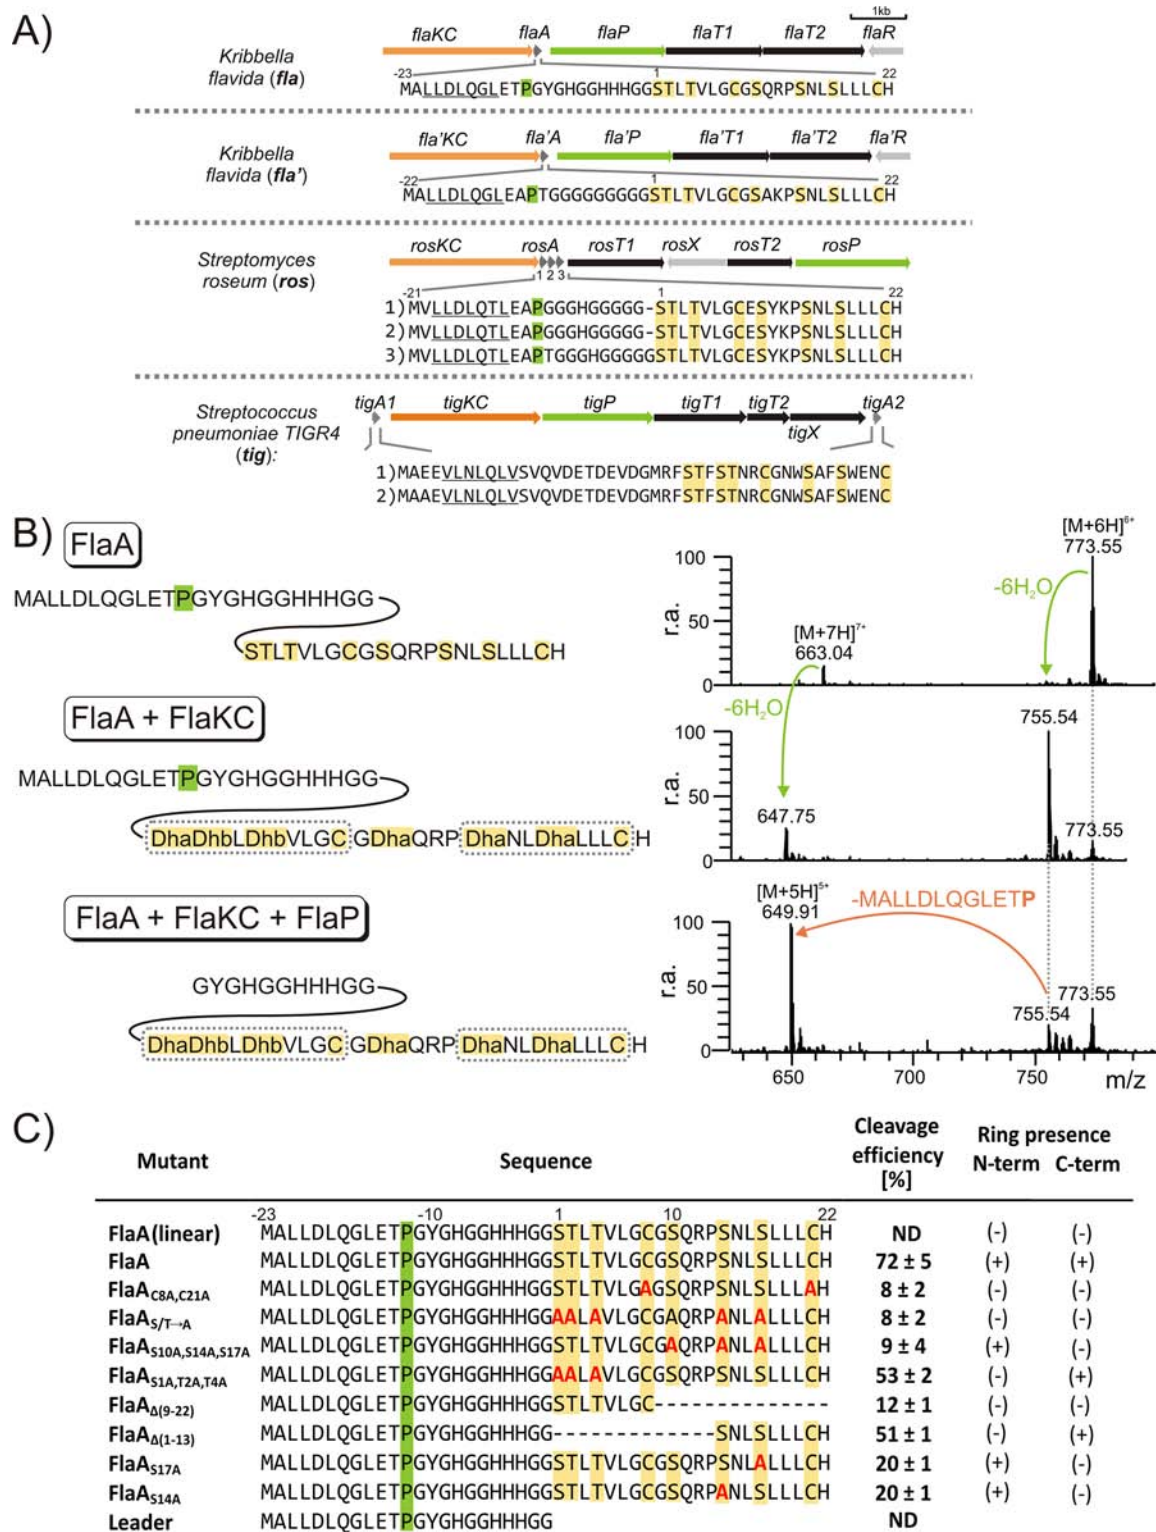 A)
1kb
flaKC flaA flaP flaT1 flaT2 flaR
Kribbella
flavida (fla)
-23 1 22
MALLDLQGLETPGYGHGGHHHGGSTLTVLGCGSQRPSNLSLLLCH
fla'KC fla'A fla'P fla'T1 fla'T2 fla'R
Kribbella
flavida (fla')
-22 1 22
MALLDLQGLEAPTGGGGGGGGGSTLTVLGCGSAKPSNLSLLLCH
rosKC rosA rosT1 rosX rosT2 rosP
1 2 3
Streptomyces
roseum (ros)
-21 1 22
1)MVLLDLQTLEAPGGGHGGGGG-STLTVLGCESYKPSNLSLLLCH
2)MVLLDLQTLEAPGGGHGGGGG-STLTVLGCESYKPSNLSLLLCH
3)MVLLDLQTLEAPTGGGHGGGGGSTLTVLGCESYKPSNLSLLLCH
tigA1 tigKC tigP tigT1 tigT2 tigX tigA2
Streptococcus
pneumoniae TIGR4
(tig):
1)MAEEVLNLQLVSVQVDETDEVDGMRFSTFSTNRCGNWSAFSWENC
2)MAAEVLNLQLVSVQVDETDEVDGMRFSTFSTNRCGNWSAFSWENC
B)
FlaA
MALLDLQGLETPGYGHGGHHHGG
STLTVLGCGSQRPSNLSLLLCH
[M+6H]6+
773.55
-6H2O
[M+7H]7+
663.04
100
50
0
r.a.
FlaA + FlaKC
MALLDLQGLETPGYGHGGHHHGG
DhaDhbLDhbVLGCGDhaQRPDhaNLDhaLLLCH
-6H2O
755.54
647.75
773.55
100
50
0
r.a.
FlaA + FlaKC + FlaP
GYGHGGHHHGG
DhaDhbLDhbVLGCGDhaQRPDhaNLDhaLLLCH
[M+5H]5+
649.91
-MALLDLQGLETP
773.55
755.54
100
50
0
r.a.
650 700 750 m/z
C)
Mutant Sequence Cleavage efficiency [%] Ring presence N-term C-term
-23 -10 1 10 22
FlaA(linear) MALLDLQGLETPGYGHGGHHHGGSTLTVLGCGSQRPSNLSLLLCH ND (-) (-)
FlaA MALLDLQGLETPGYGHGGHHHGGSTLTVLGCGSQRPSNLSLLLCH 72 ± 5 (+) (+)
FlaAC8A,C21A MALLDLQGLETPGYGHGGHHHGGSTLTVLGAGSQRPSNLSLLLAH 8 ± 2 (-) (-)
FlaAS/T→A MALLDLQGLETPGYGHGGHHHGGAALAVLGCGAQRPANLALLLCH 8 ± 2 (-) (-)
FlaAS10A,S14A,S17A MALLDLQGLETPGYGHGGHHHGGSTLTVLGCGAQRPANLALLLCH 9 ± 4 (+) (-)
FlaAS1A,T2A,T4A MALLDLQGLETPGYGHGGHHHGGAALAVLGCGSQRPSNLSLLLCH 53 ± 2 (-) (+)
FlaAΔ(9-22) MALLDLQGLETPGYGHGGHHHGGSTLTVLGC-------------- 12 ± 1 (-) (-)
FlaAΔ(1-13) MALLDLQGLETPGYGHGGHHHGG-------------SNLSLLLCH 51 ± 1 (-) (+)
FlaAS17A MALLDLQGLETPGYGHGGHHHGGSTLTVLGCGSQRPSNLALLLCH 20 ± 1 (+) (-)
FlaAS14A MALLDLQGLETPGYGHGGHHHGGSTLTVLGCGSQRPANLSLLLCH 20 ± 1 (+) (-)
Leader MALLDLQGLETPGYGHGGHHHGG ND